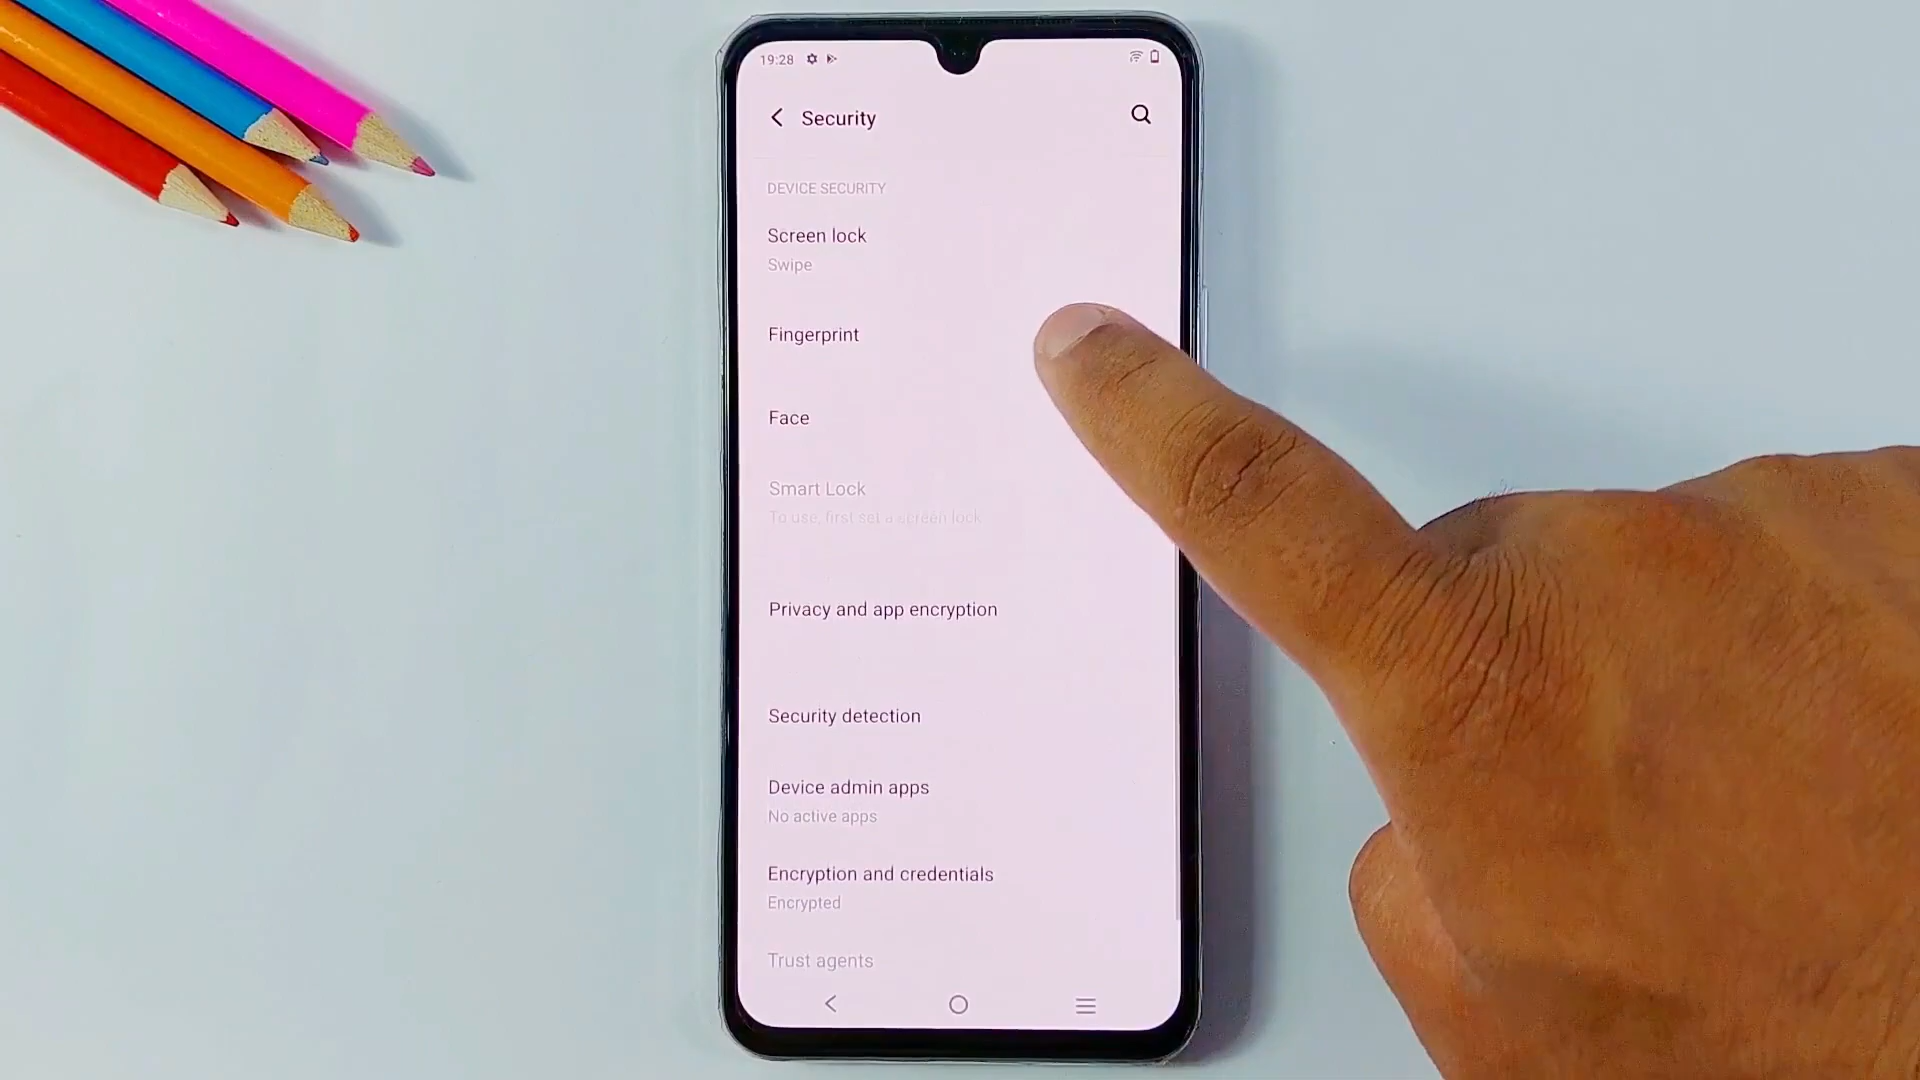 19:28
Security
DEVICE SECURITY
Screen lock
Swipe
Fingerprint
Face
Smart Lock
To use, first set a screen lock
Privacy and app encryption
Security detection
Device admin apps
No active apps
Encryption and credentials
Encrypted
Trust agents